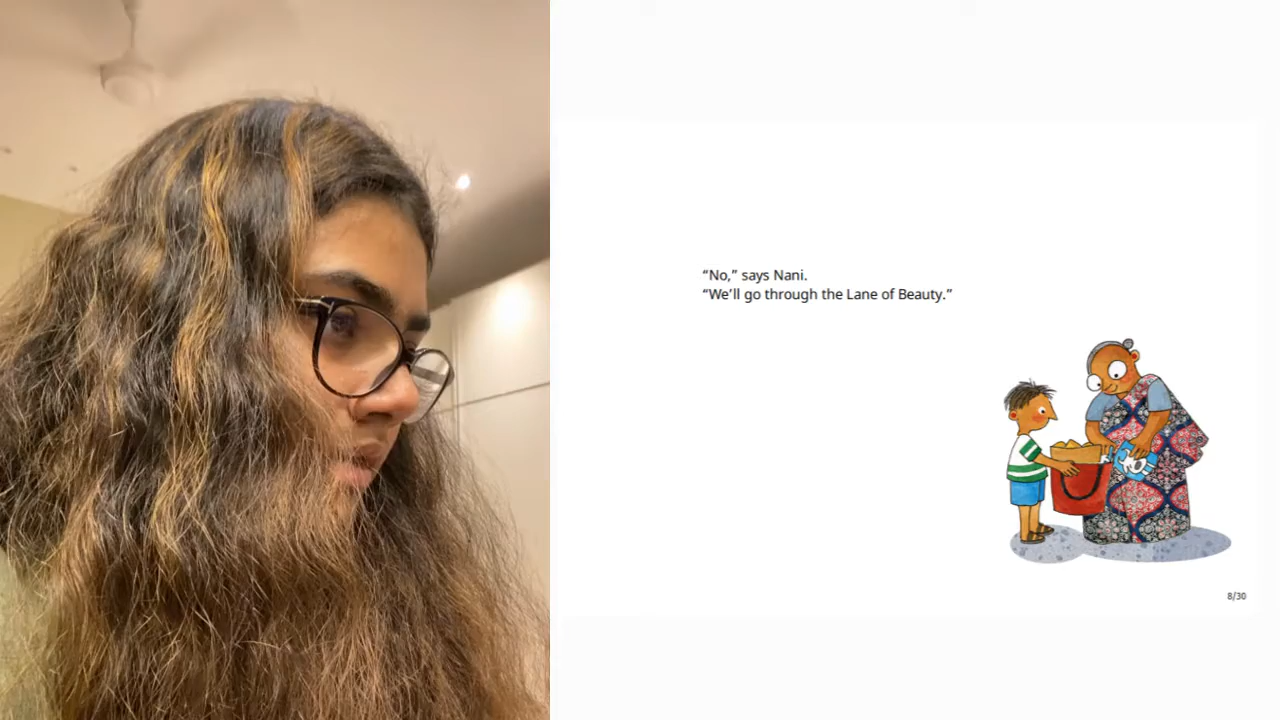 “No,” says Nani.
“We’ll go through the Lane of Beauty.”
8/30